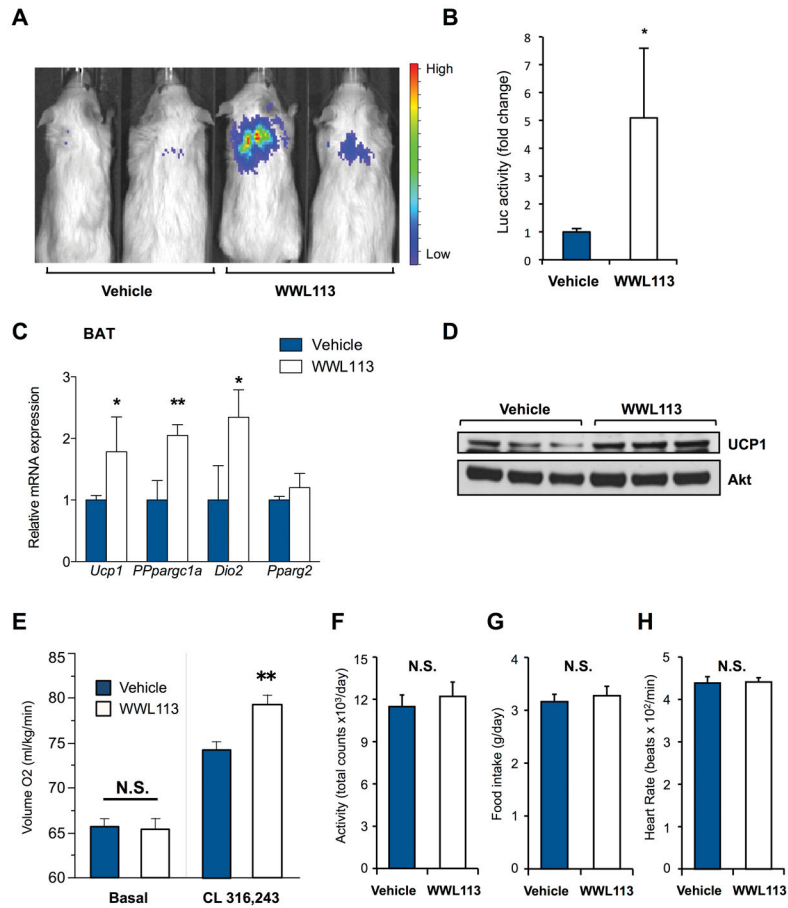 A
High
Low
Vehicle WWL113
B
Luc activity (fold change)
8
7
6
5
4
3
2
1
0
*
Vehicle WWL113
C
BAT
Vehicle
WWL113
Relative mRNA expression
3
2
1
0
* ** *
Ucp1 PPpargc1a Dio2 Pparg2
D
Vehicle WWL113
UCP1
Akt
E
Volume O2 (ml/kg/min)
85
80
75
70
65
60
Vehicle
WWL113
N.S.
**
Basal CL 316,243
F
Activity (total counts x10³/day)
15
12
9
6
3
0
N.S.
Vehicle WWL113
G
Food intake (g/day)
4
3
2
1
0
N.S.
Vehicle WWL113
H
Heart Rate (beats x 10²/min)
5
4
3
2
1
0
N.S.
Vehicle WWL113